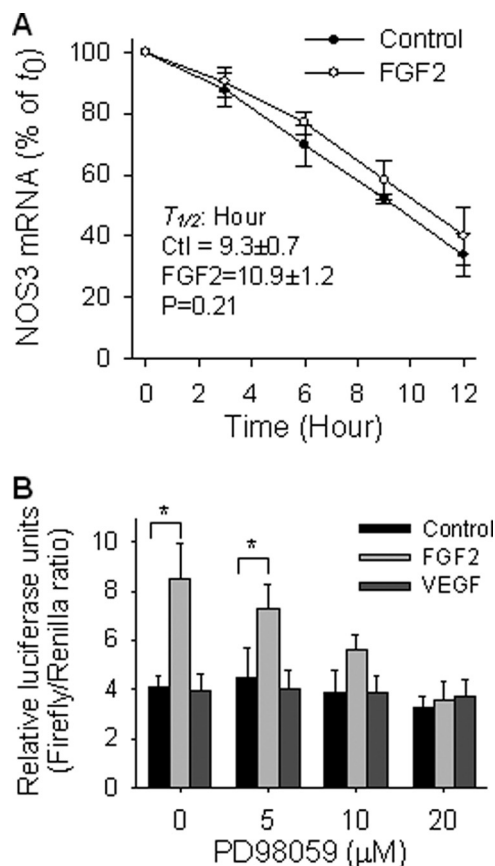 A
Control
FGF2
NOS3 mRNA (% of t0)
100
80
60
40
20
0
T1/2: Hour
Ctl = 9.3±0.7
FGF2=10.9±1.2
P=0.21
0 2 4 6 8 10 12
Time (Hour)
B
* *
Control
FGF2
VEGF
Relative luciferase units
(Firefly/Renilla ratio)
10
8
6
4
2
0
0 5 10 20
PD98059 (μM)